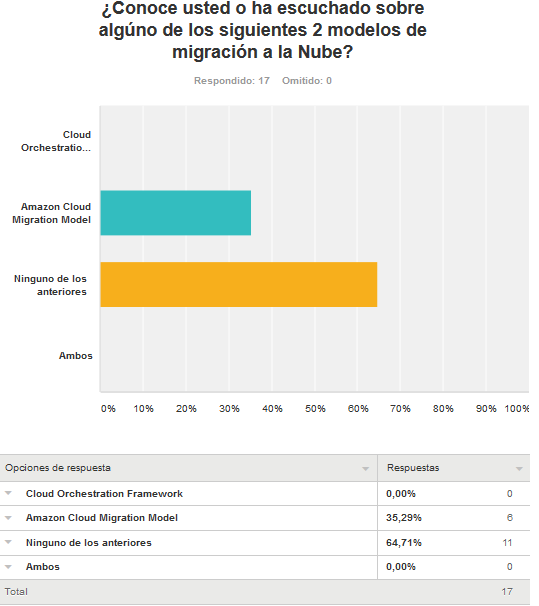 ¿Conoce usted o ha escuchado sobre
algúno de los siguientes 2 modelos de
migración a la Nube?
Respondido: 17 Omitido: 0
Cloud
Orchestratio...
Amazon Cloud
Migration Model
Ninguno de los
anteriores
Ambos
0% 10% 20% 30% 40% 50% 60% 70% 80% 90% 100%
Opciones de respuesta Respuestas
Cloud Orchestration Framework 0,00% 0
Amazon Cloud Migration Model 35,29% 6
Ninguno de los anteriores 64,71% 11
Ambos 0,00% 0
Total 17